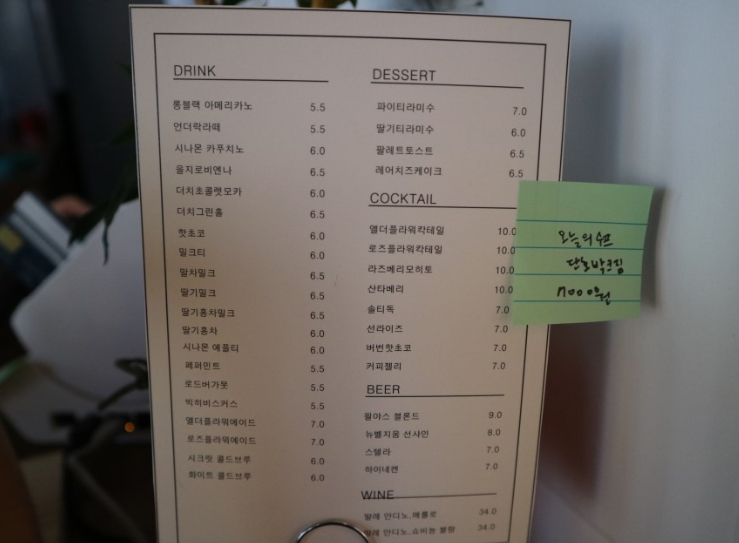 DRINK
롱블랙 아메리카노 5.5
언더락라떼 5.5
시나몬 카푸치노 6.0
을지로비엔나 6.5
더치초콜랫모카 6.0
더치그린홈 6.5
핫초코 6.0
밀크티 6.0
말차밀크 6.5
딸기밀크 6.5
딸기홍차밀크 6.5
딸기홍차 6.0
시나몬 애플티 6.0
페퍼민트 5.5
로드버가못 5.5
빅히비스커스 5.5
엘더플라워에이드 7.0
로즈플라워에이드 7.0
시크릿 콜드브루 6.0
화이트 콜드브루 6.0
DESSERT
파이티라미수 7.0
딸기티라미수 6.0
팔레트토스트 6.5
레어치즈케이크 6.5
COCKTAIL
엘더플라워칵테일 10.0
로즈플라워칵테일 10.0
라즈베리모히토 10.0
산타베리 10.0
솔티독 7.0
선라이즈 7.0
버번핫초코 7.0
커피젤리 7.0
BEER
필야스 블론드 9.0
뉴벨지움 선샤인 8.0
스텔라 7.0
하이네켄 7.0
WINE
발레 안디노_메를로 34.0
발레 안디노_쇼비뇽 블랑 34.0
오늘의 수프
단호박크림
7000원